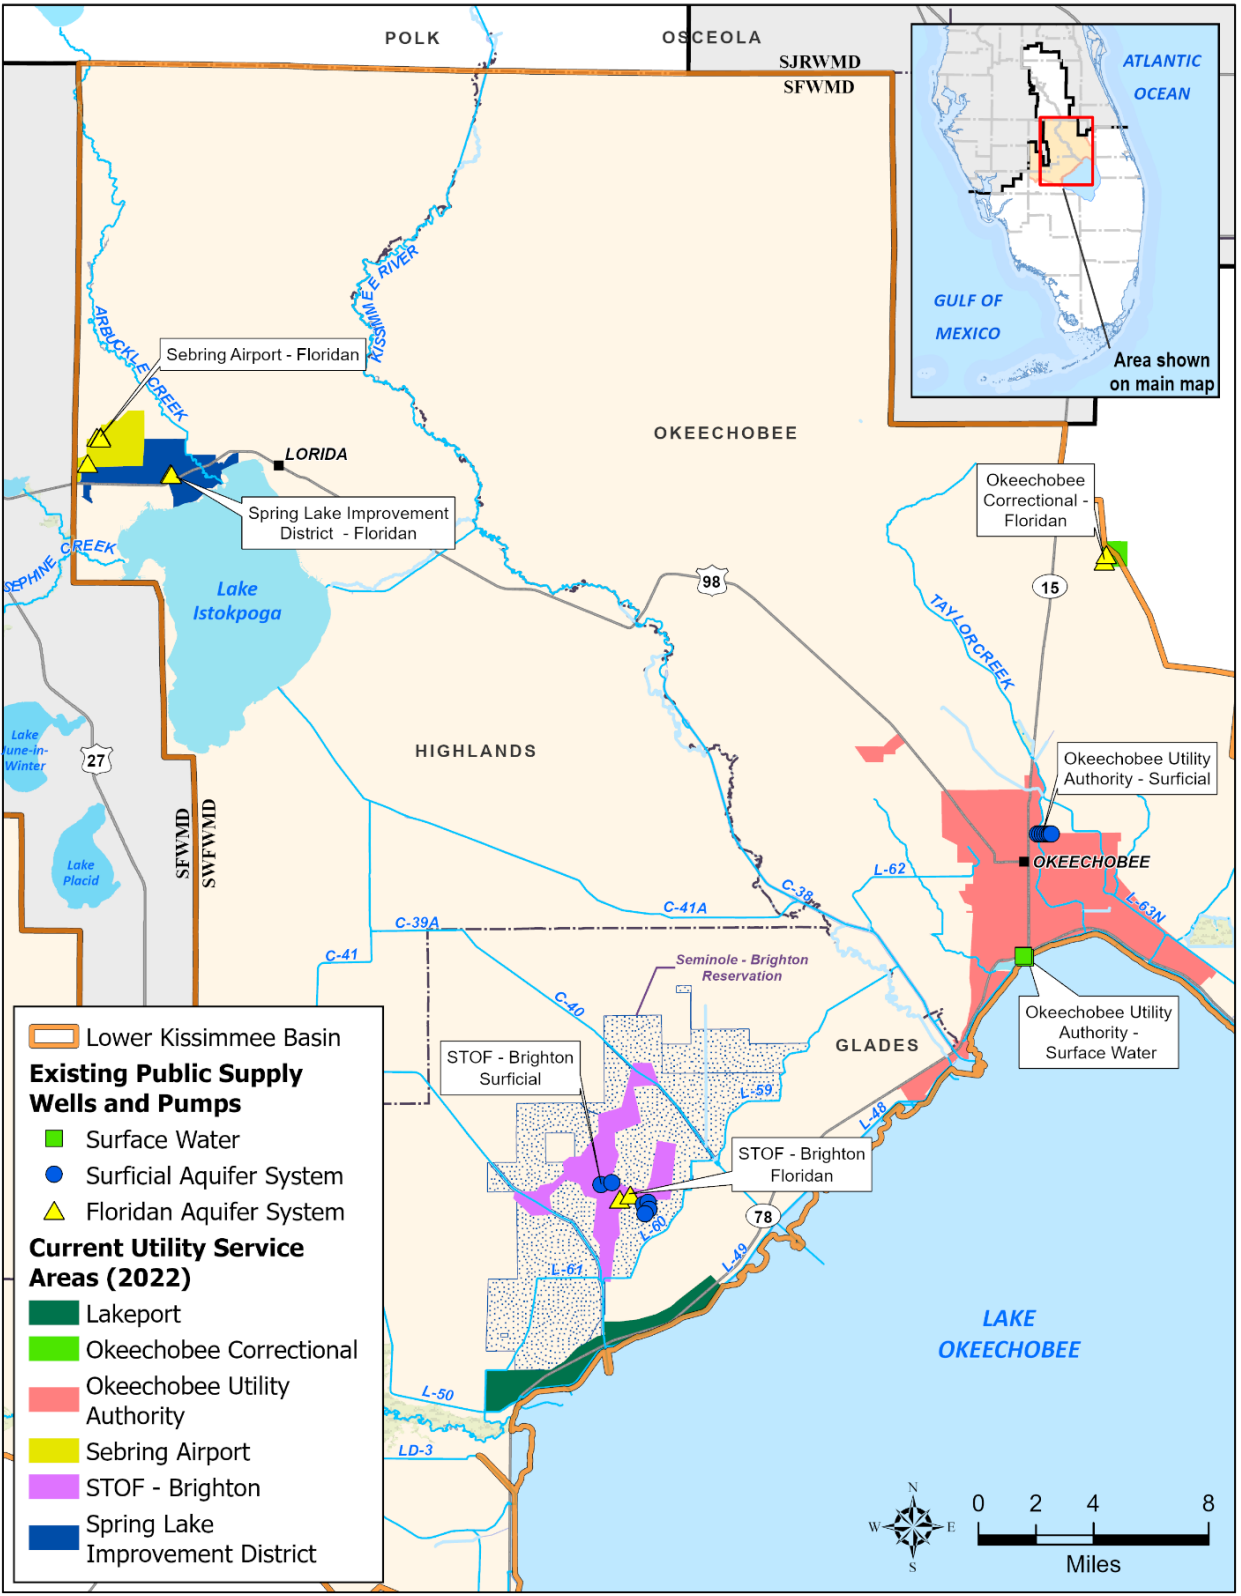 POLK
OSCEOLA
SJRWMD
SFWMD
ATLANTIC
OCEAN
GULF OF
MEXICO
Area shown
on main map
KISSIMMEE RIVER
ARBUCKLE CREEK
Sebring Airport - Floridan
OKEECHOBEE
LORIDA
Okeechobee
Correctional -
Floridan
Spring Lake Improvement
District - Floridan
SEPHINE CREEK
Lake
Istokpoga
98
15
TAYLORCREEK
Lake
June-in-
Winter
27
HIGHLANDS
Okeechobee Utility
Authority - Surficial
SFWMD
SWFWMD
Lake
Placid
OKEECHOBEE
L-62
C-38
L-63N
C-41A
C-39A
C-41
Seminole - Brighton
Reservation
C-40
Okeechobee Utility
Authority -
Surface Water
GLADES
STOF - Brighton
Surficial
L-59
L-48
STOF - Brighton
Floridan
78
L-60
L-49
L-61
LAKE
OKEECHOBEE
L-50
LD-3
Lower Kissimmee Basin
Existing Public Supply
Wells and Pumps
Surface Water
Surficial Aquifer System
Floridan Aquifer System
Current Utility Service
Areas (2022)
Lakeport
Okeechobee Correctional
Okeechobee Utility
Authority
Sebring Airport
STOF - Brighton
Spring Lake
Improvement District
N
W
E
S
0 2 4 8
Miles